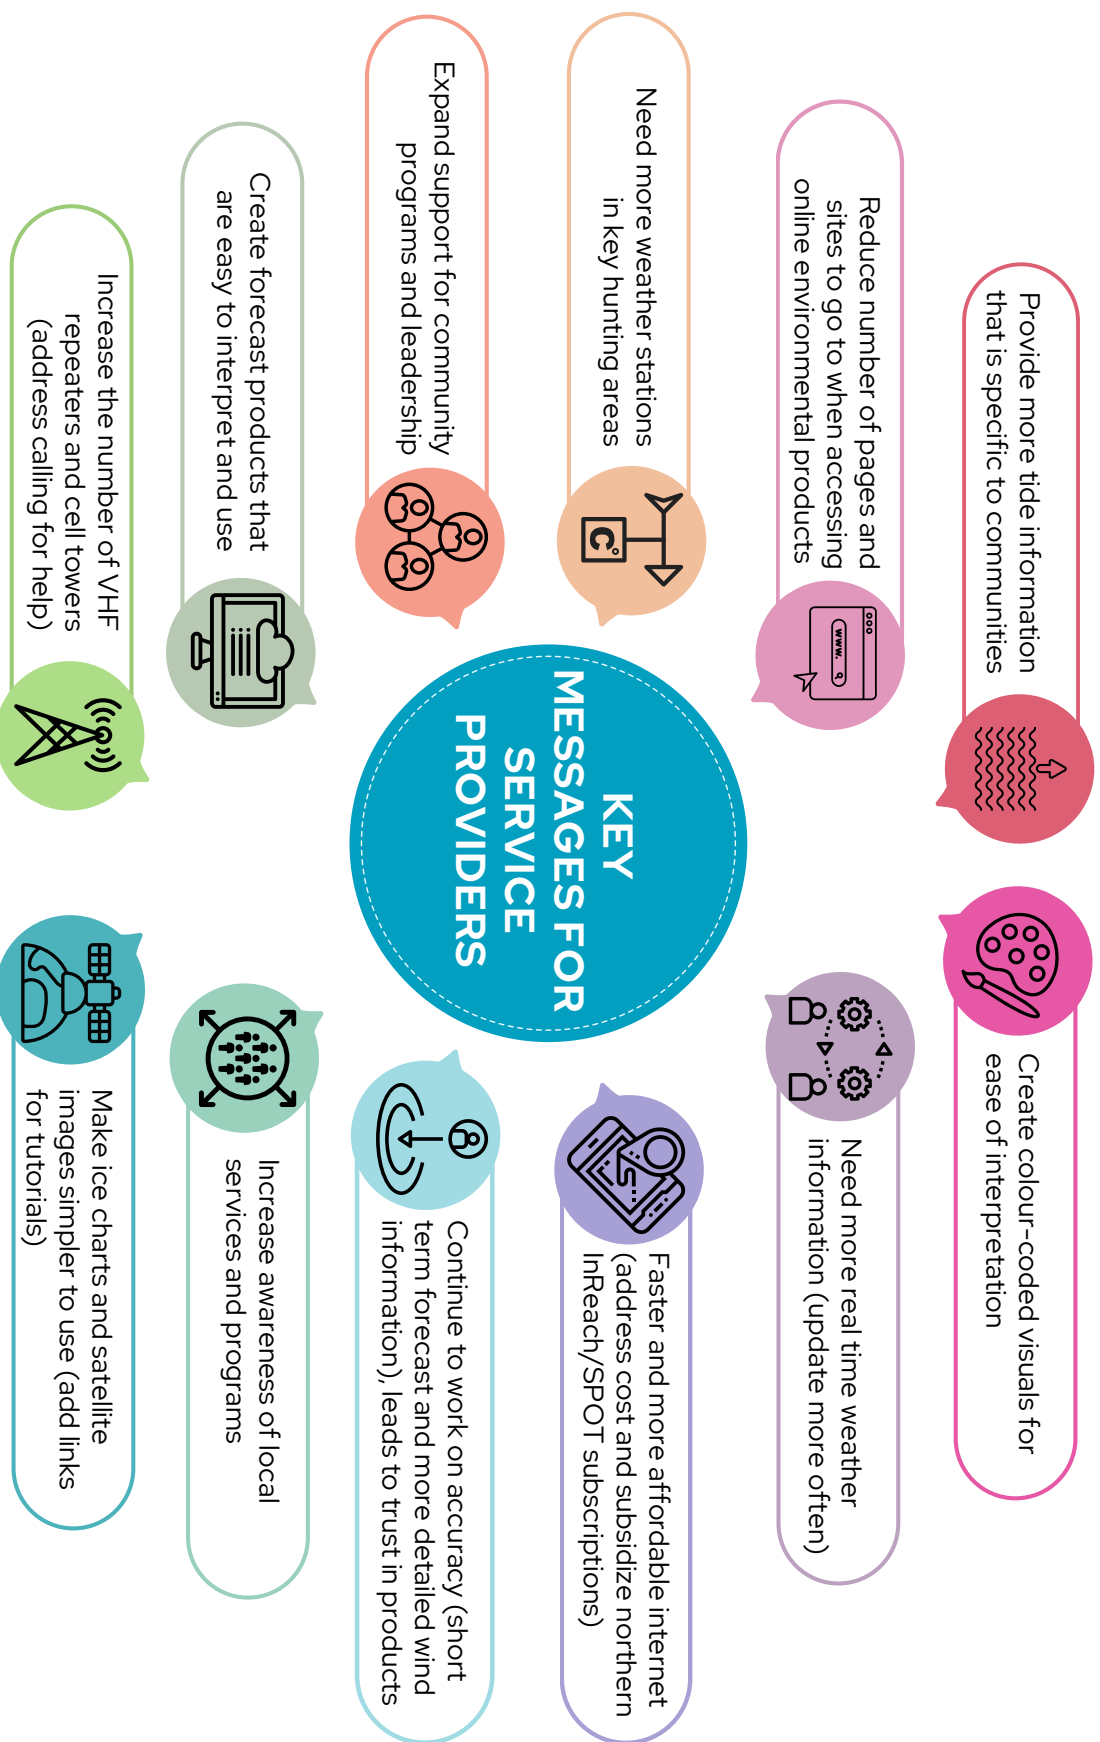 Provide more tide information
that is specific to communities
Reduce number of pages and
sites to go to when accessing
online environmental products
www.
Need more weather stations
in key hunting areas
C°
Expand support for community
programs and leadership
Create forecast products that
are easy to interpret and use
Increase the number of VHF
repeaters and cell towers
(address calling for help)
KEY
MESSAGES FOR
SERVICE
PROVIDERS
Create colour-coded visuals for
ease of interpretation
Need more real time weather
information (update more often)
Faster and more affordable internet
(address cost and subsidize northern
InReach/SPOT subscriptions)
Continue to work on accuracy (short
term forecast and more detailed wind
information), leads to trust in products
Increase awareness of local
services and programs
Make ice charts and satellite
images simpler to use (add links
for tutorials)